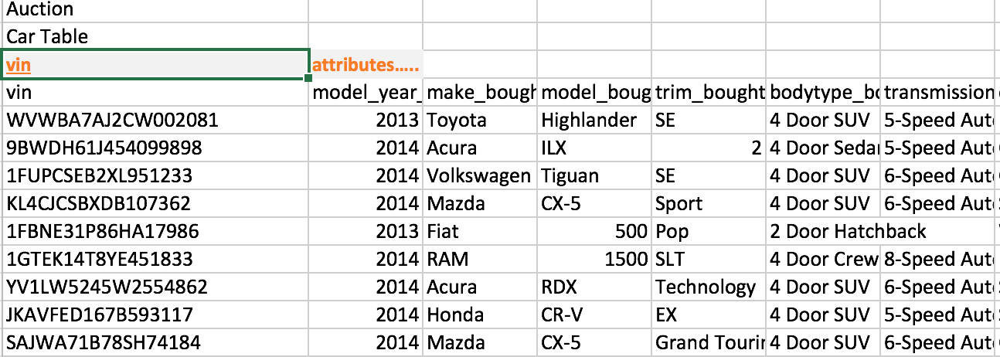 Auction
Car Table
vin attributes.....
vin model_year_ make_bough model_boug trim_bought bodytype_bo transmission
WVWBA7AJ2CW002081 2013 Toyota Highlander SE 4 Door SUV 5-Speed Aut
9BWDH61J454099898 2014 Acura ILX 2 4 Door Sedan 5-Speed Aut
1FUPCSEB2XL951233 2014 Volkswagen Tiguan SE 4 Door SUV 6-Speed Aut
KL4CJCSBXDB107362 2014 Mazda CX-5 Sport 4 Door SUV 6-Speed Aut
1FBNE31P86HA17986 2013 Fiat 500 Pop 2 Door Hatchback
1GTEK14T8YE451833 2014 RAM 1500 SLT 4 Door Crew 8-Speed Aut
YV1LW5245W2554862 2014 Acura RDX Technology 4 Door SUV 6-Speed Aut
JKAVFED167B593117 2014 Honda CR-V EX 4 Door SUV 5-Speed Aut
SAJWA71B78SH74184 2014 Mazda CX-5 Grand Tourin 4 Door SUV 6-Speed Aut